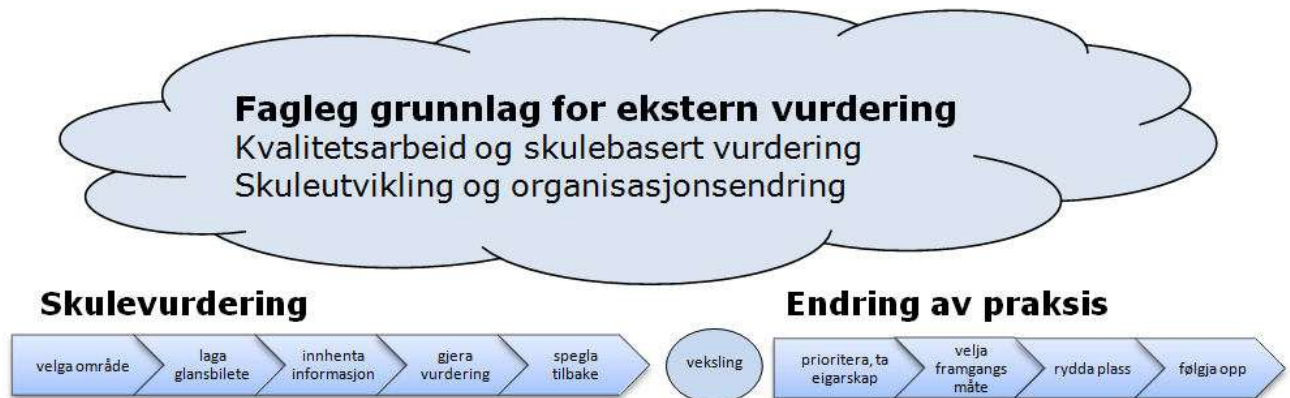 Fagleg grunnlag for ekstern vurdering
Kvalitetsarbeid og skulebasert vurdering
Skuleutvikling og organisasjonsendring
Skulevurdering
velga område
laga
glansbilete
innhenta
informasjon
gjera
vurdering
spegla
tilbake
veksling
Endring av praksis
prioritera, ta
eigarskap
velja
framgangs
måte
rydda plass
følgja opp